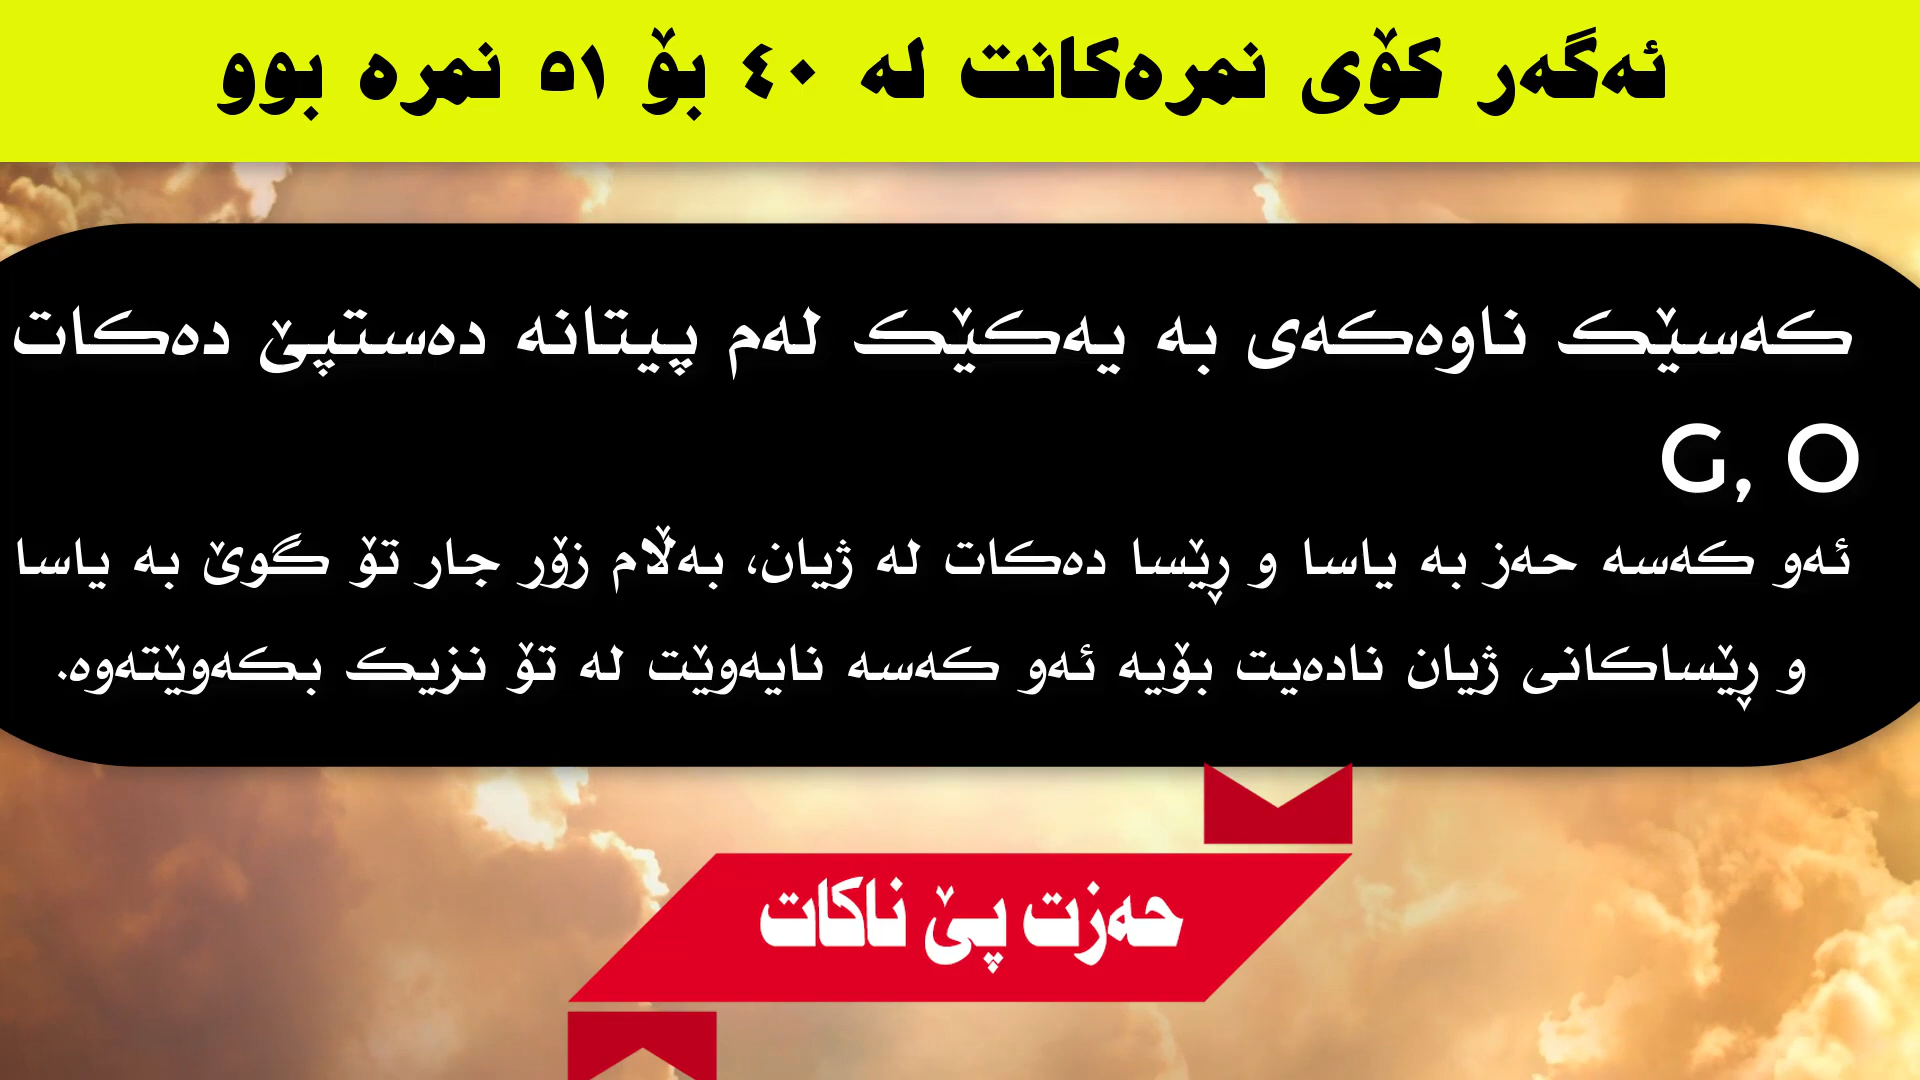 ئەگەر کۆی نمرەکانت لە ٤٠ بۆ ٥١ نمرە بوو
کەسێک ناوەکەی بە یەکێک لەم پیتانە دەستپێ دەکات
G, O
ئەو کەسە حەز بە یاسا و ڕێسا دەکات لە ژیان، بەڵام زۆر جار تۆ گوێ بە یاسا
و ڕێساکانی ژیان نادەیت بۆیە ئەو کەسە نایەوێت لە تۆ نزیک بکەوێتەوە.
حەزت پێ ناکات